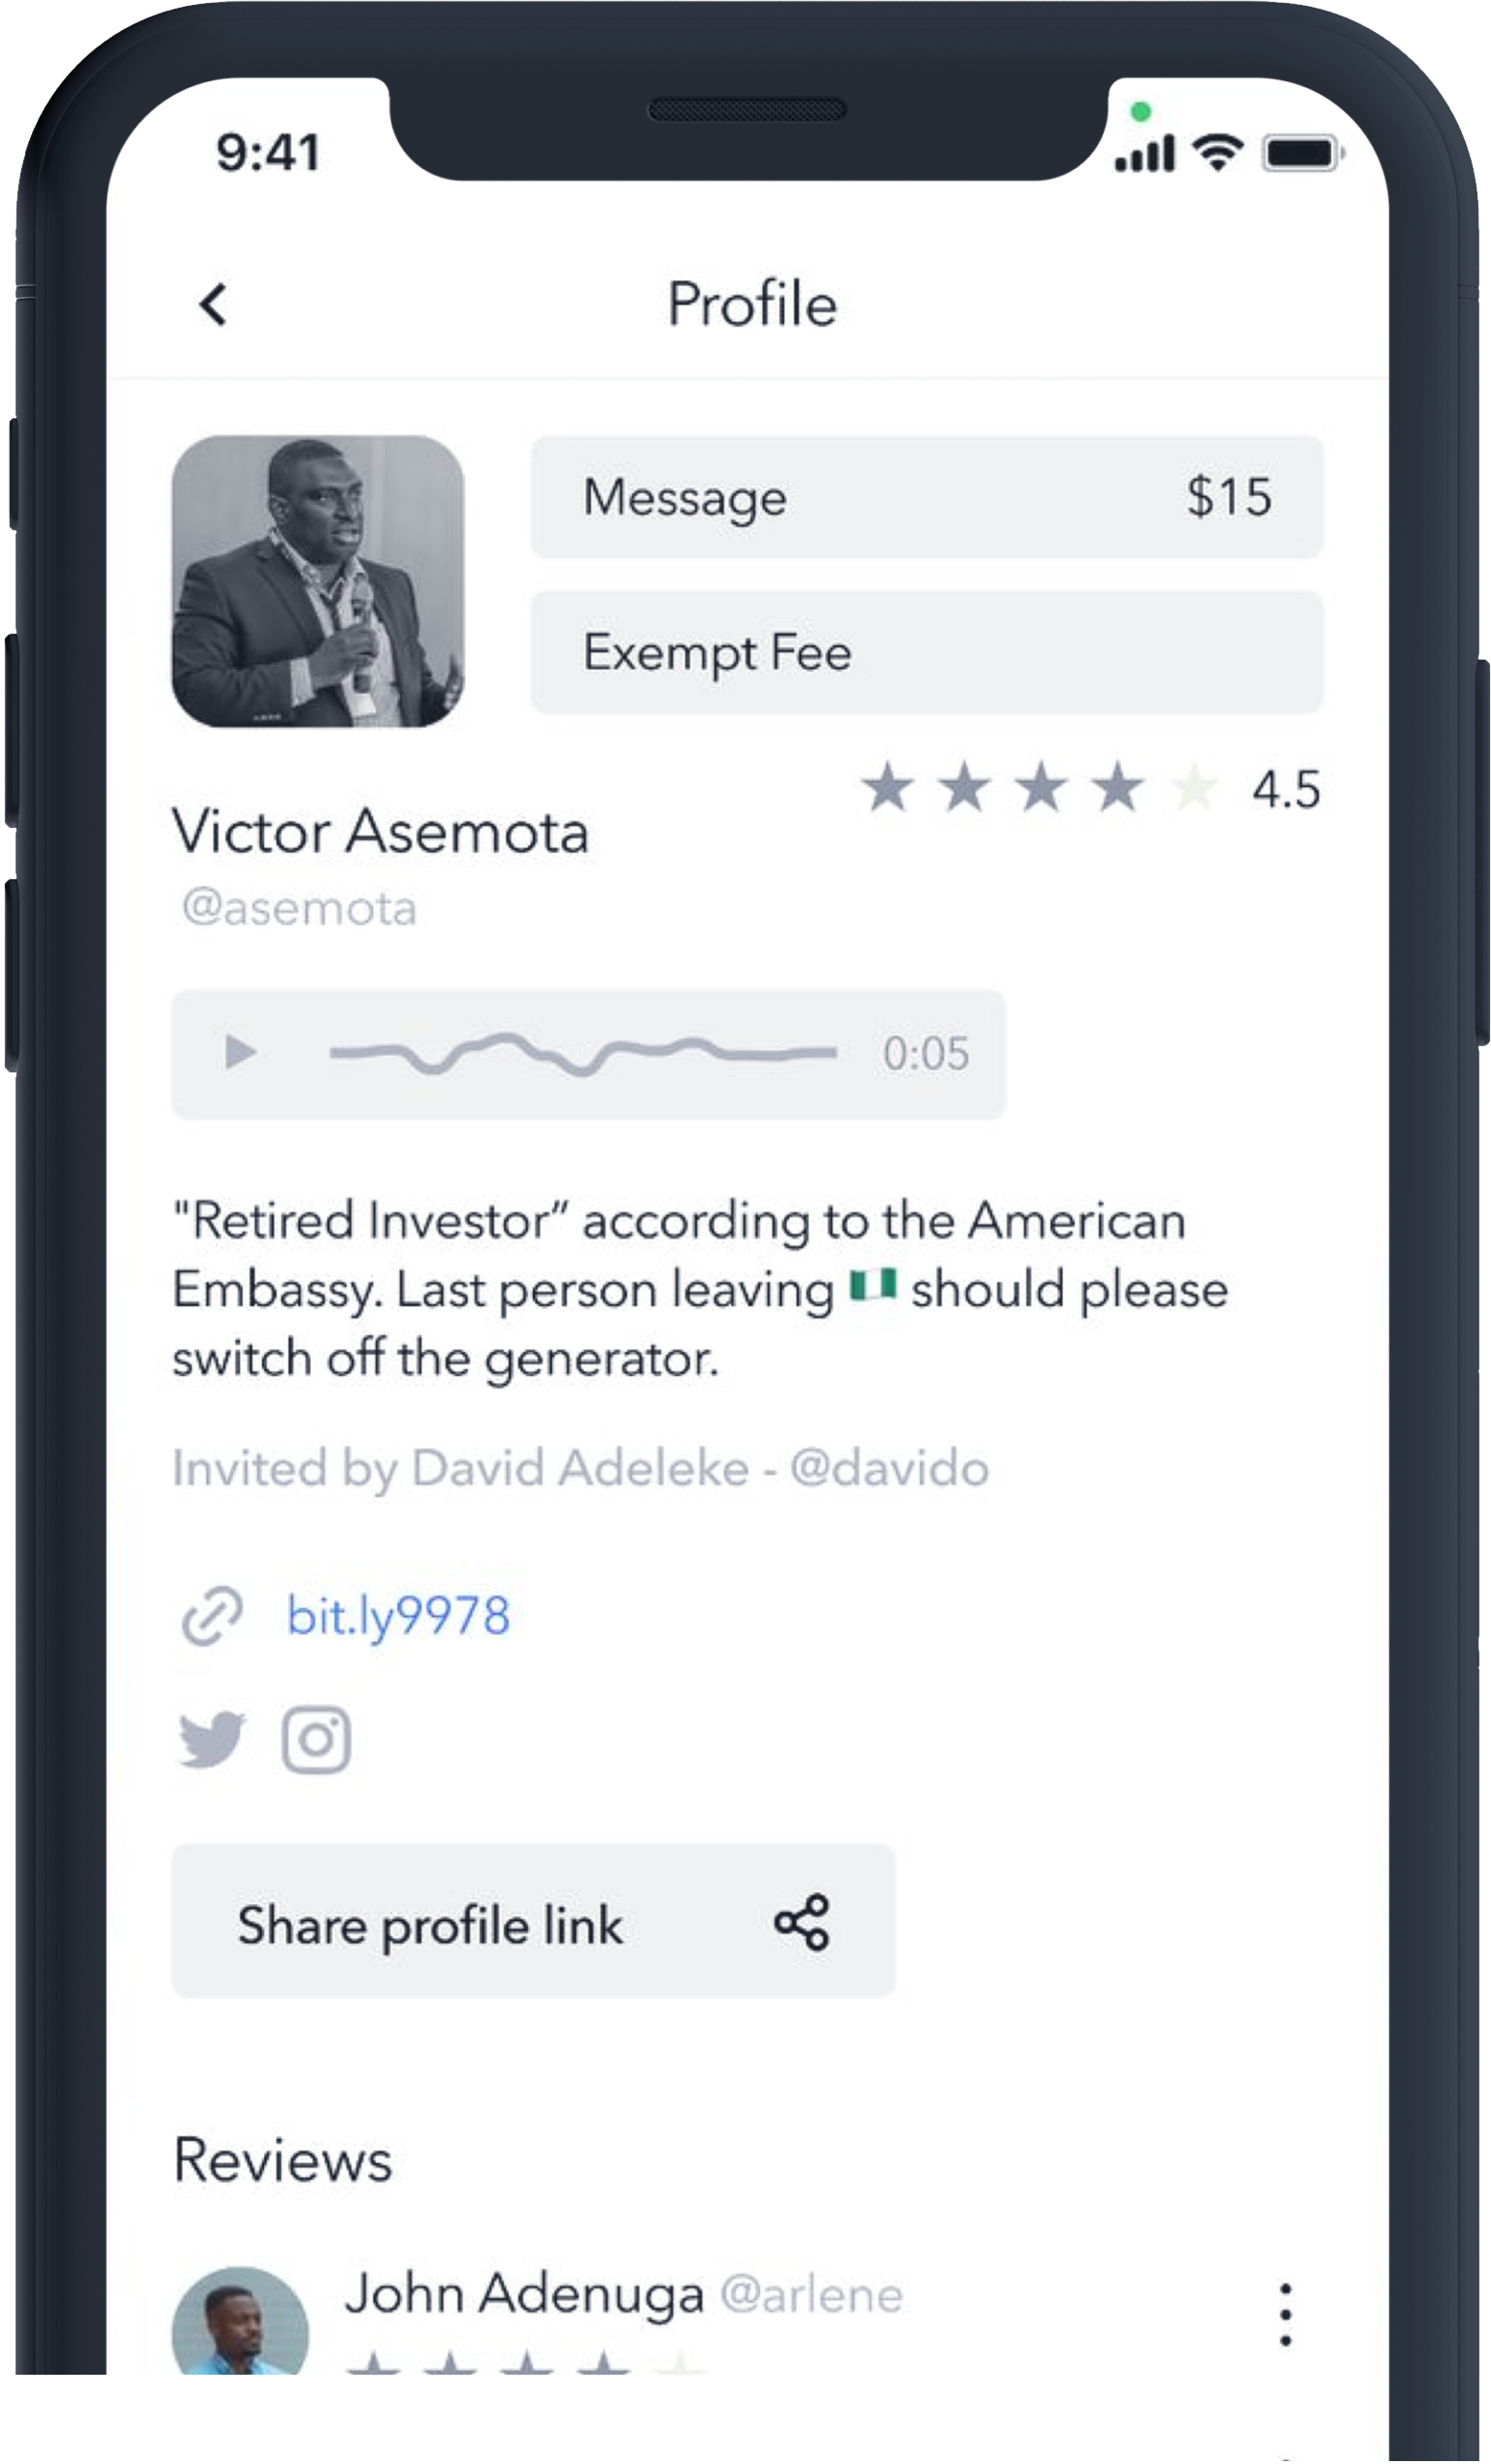 9:41
Profile
Message $15
Exempt Fee
4.5
Victor Asemota
@asemota
0:05
"Retired Investor” according to the American
Embassy. Last person leaving 🇳🇬 should please
switch off the generator.
Invited by David Adeleke - @davido
bit.ly9978
Share profile link
Reviews
John Adenuga @arlene